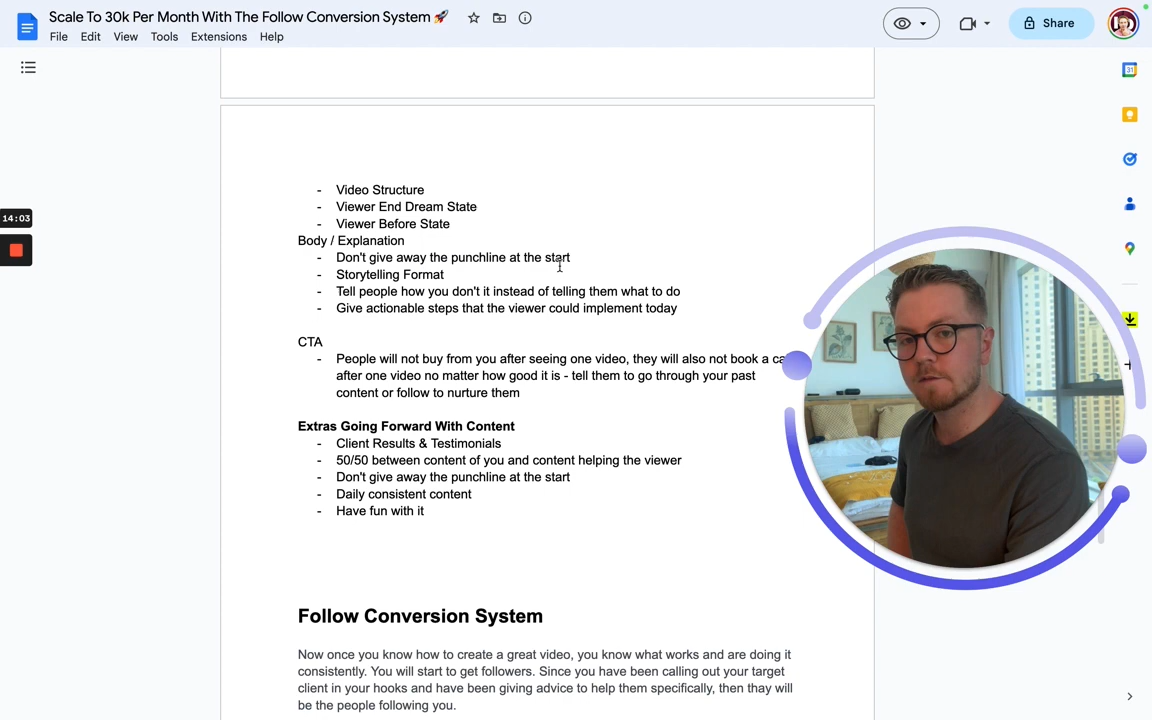 Scale To 30k Per Month With The Follow Conversion System 🚀
File Edit View Tools Extensions Help
Share
31
14:03
- Video Structure
- Viewer End Dream State
- Viewer Before State
Body / Explanation
- Don't give away the punchline at the start
- Storytelling Format
- Tell people how you don't it instead of telling them what to do
- Give actionable steps that the viewer could implement today
CTA
- People will not buy from you after seeing one video, they will also not book a
after one video no matter how good it is - tell them to go through your past
content or follow to nurture them
Extras Going Forward With Content
- Client Results & Testimonials
- 50/50 between content of you and content helping the viewer
- Don't give away the punchline at the start
- Daily consistent content
- Have fun with it
Follow Conversion System
Now once you know how to create a great video, you know what works and are doing it
consistently. You will start to get followers. Since you have been calling out your target
client in your hooks and have been giving advice to help them specifically, then thay will
be the people following you.